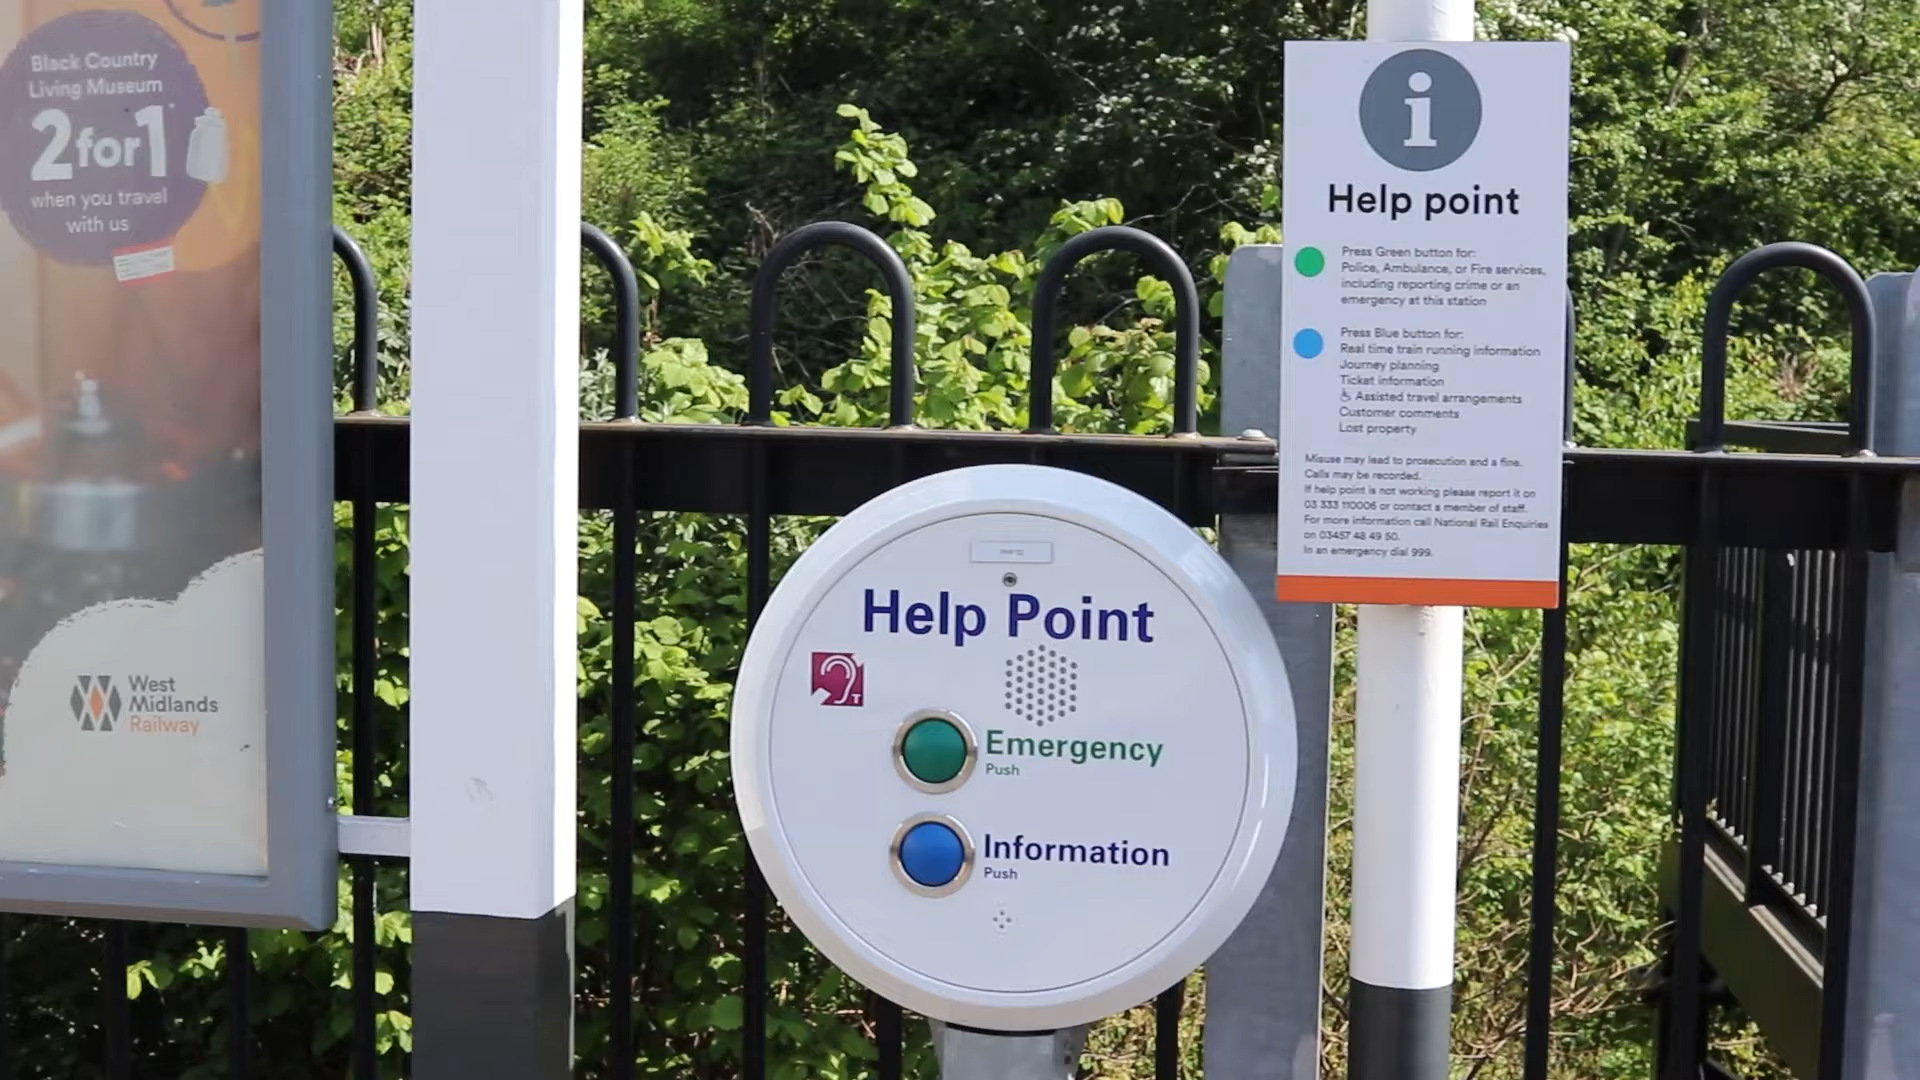 Black Country
Living Museum
2for1
when you travel
with us
West
Midlands
Railway
Help Point
T
Emergency
Push
Information
Push
i
Help point
Press Green button for:
Police, Ambulance, or Fire services,
including reporting crime or an
emergency at this station
Press Blue button for:
Real time train running information
Journey planning
Ticket information
Assisted travel arrangements
Customer comments
Lost property
Misuse may lead to prosecution and a fine.
Calls may be recorded.
If help point is not working please report it on
03 333 110006 or contact a member of staff.
For more information call National Rail Enquiries
on 03457 48 49 50.
In an emergency dial 999.